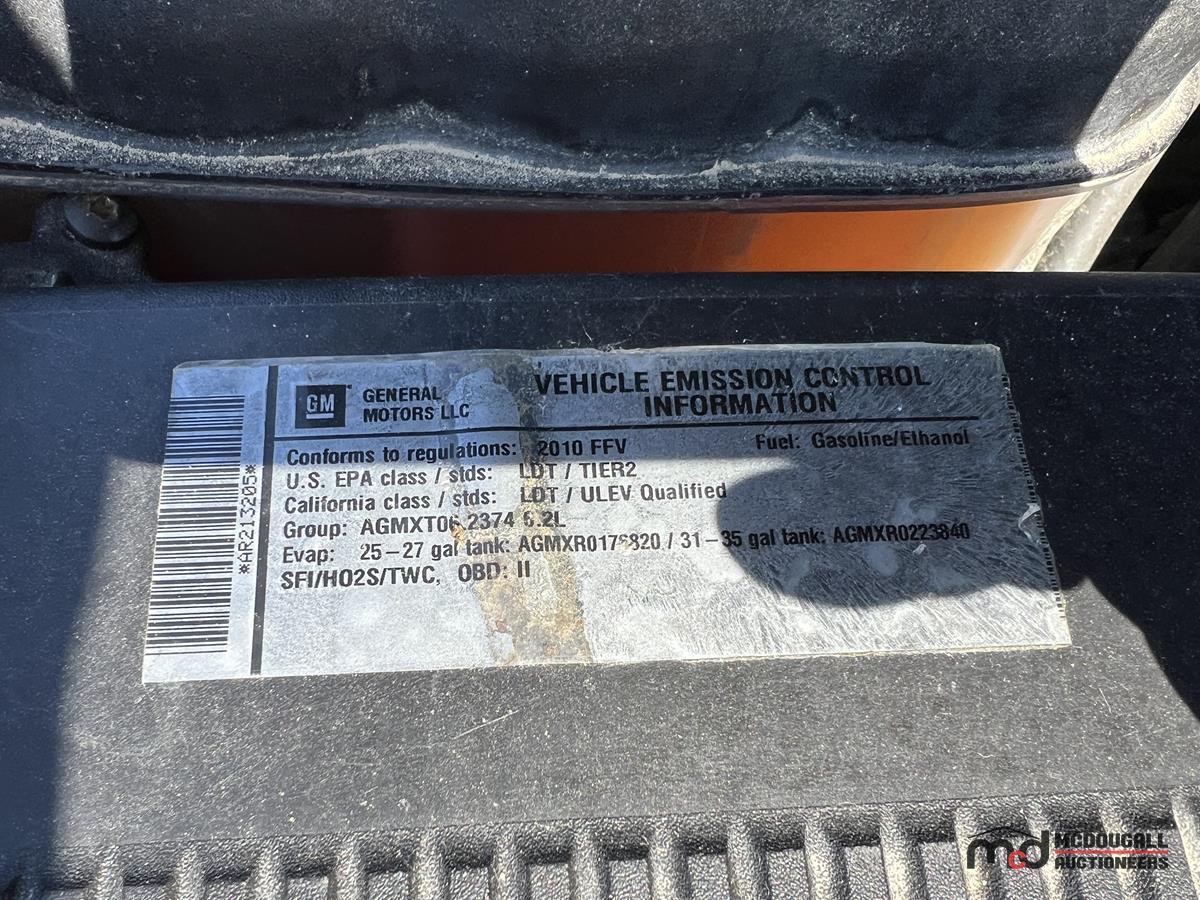 GM GENERAL MOTORS LLC
VEHICLE EMISSION CONTROL INFORMATION
Conforms to regulations: 2010 FFV Fuel: Gasoline/Ethanol
U.S. EPA class / stds: LDT / TIER2
California class / stds: LDT / ULEV Qualified
Group: AGMXT06.2374 6.2L
Evap: 25–27 gal tank: / 31–35 gal tank: AGMXR0223840
SFI/HO2S/TWC, OBD: II
*AR213205*
mcd MCDOUGALL AUCTIONEERS